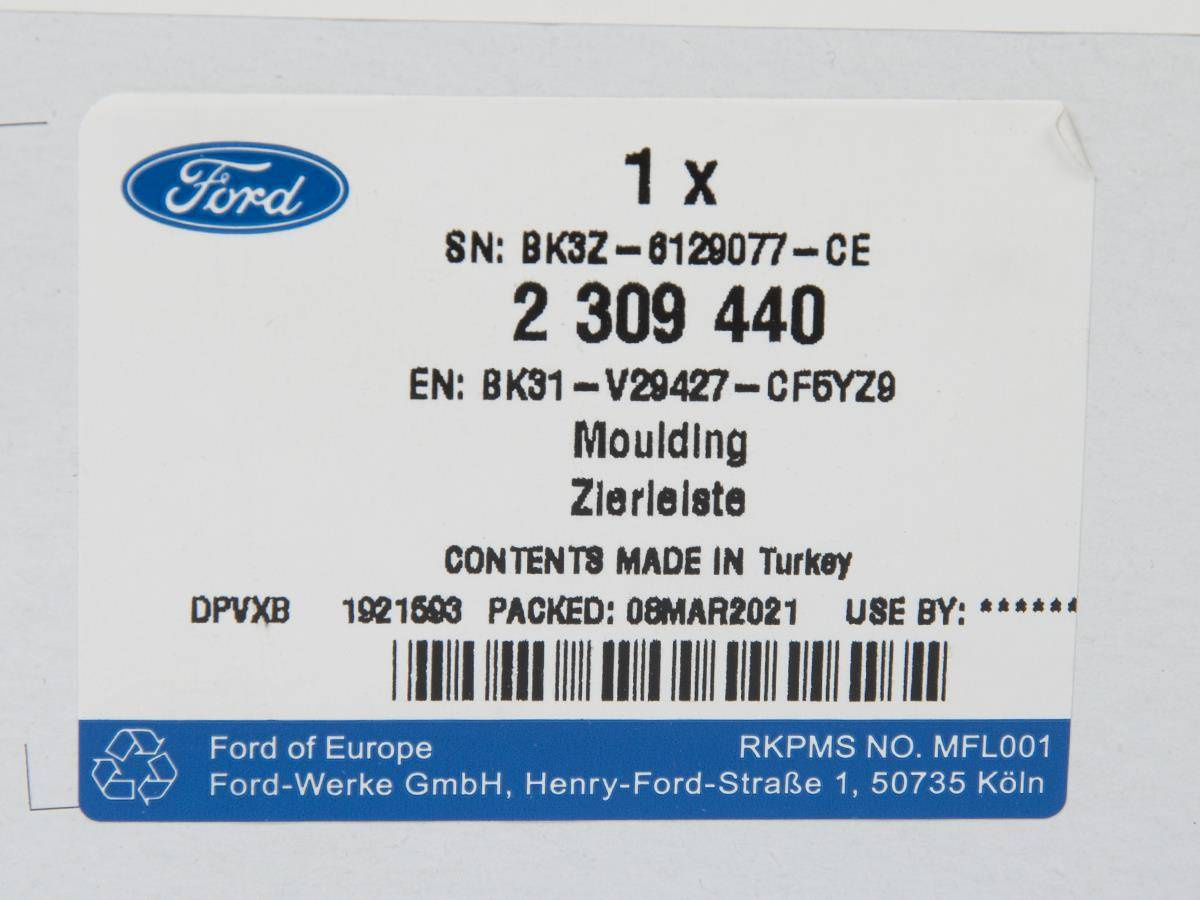 Ford
1 x
SN: BK3Z-6129077-CE
2 309 440
EN: BK31-V29427-CF5YZ9
Moulding
Zierleiste
CONTENTS MADE IN Turkey
DPVXB 1921593 PACKED: 08MAR2021 USE BY: ******
Ford of Europe RKPMS NO. MFL001
Ford-Werke GmbH, Henry-Ford-Straße 1, 50735 Köln